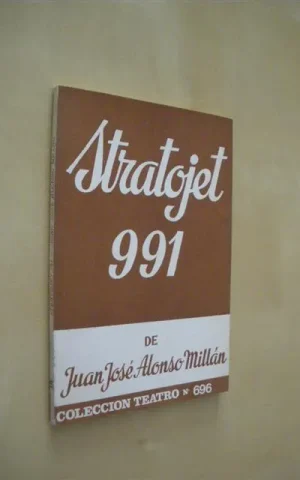 Stratojet
991
DE
Juan José Alonso Millán
COLECCION TEATRO Nº 696